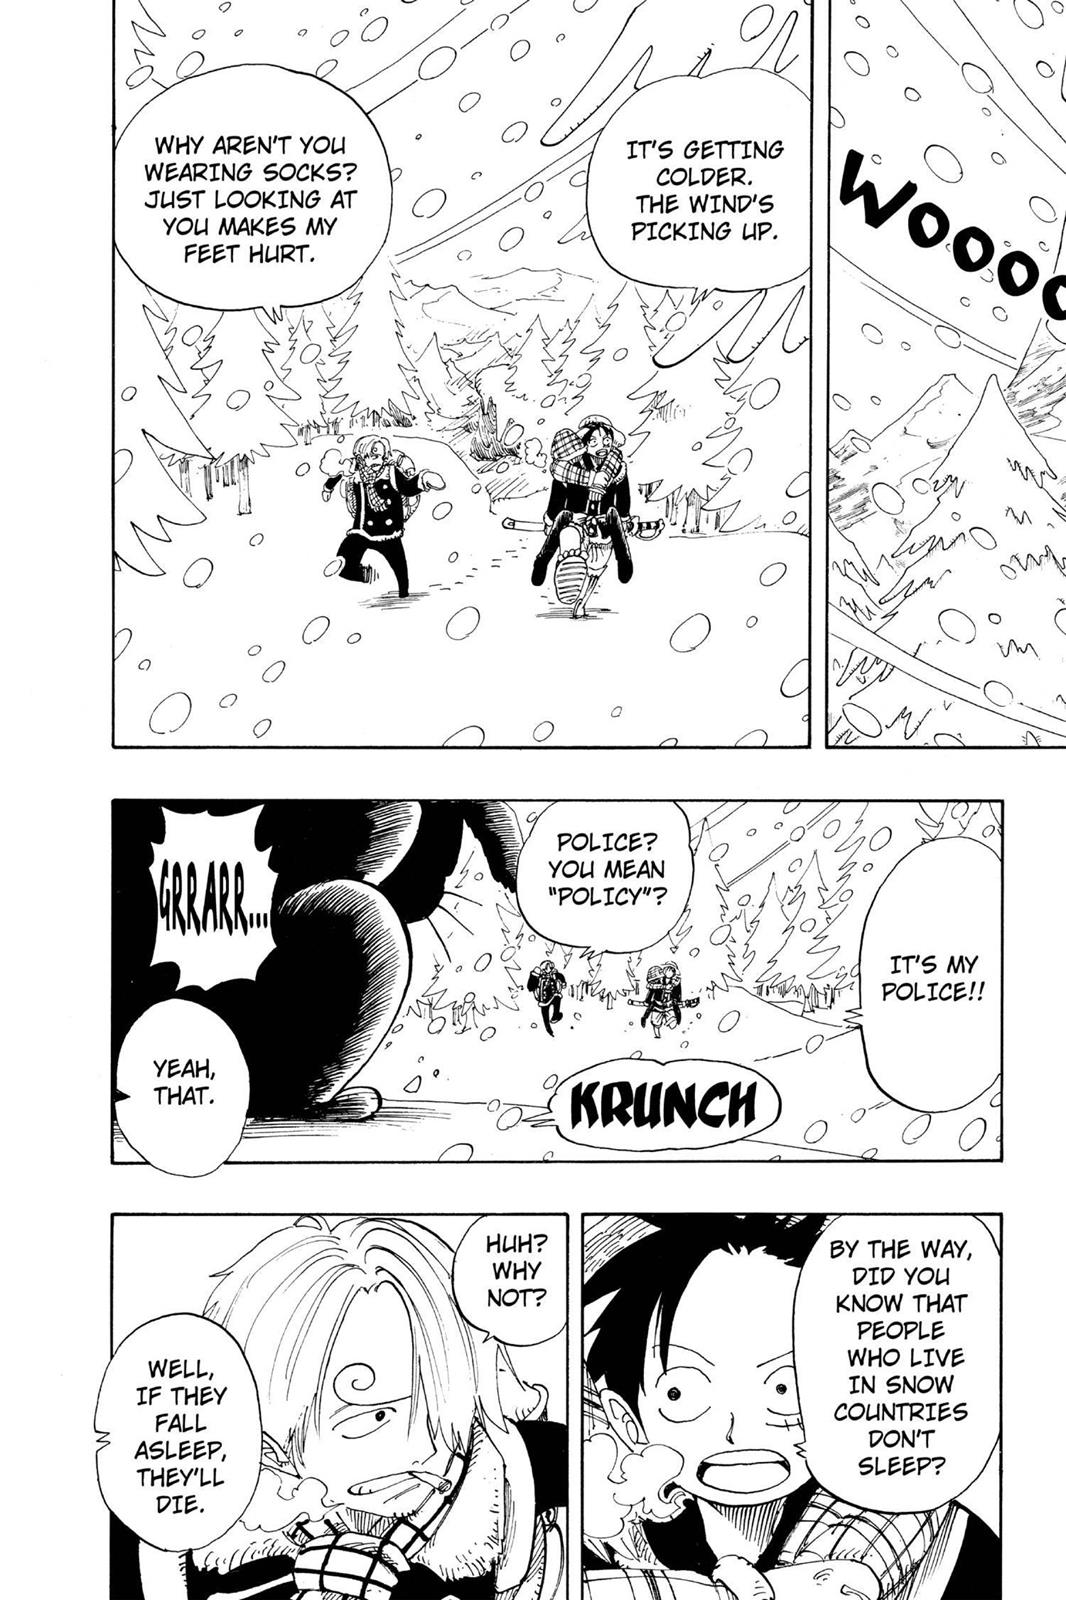 WOOOO
IT'S GETTING
COLDER.
THE WIND'S
PICKING UP.
WHY AREN'T YOU
WEARING SOCKS?
JUST LOOKING AT
YOU MAKES MY
FEET HURT.
IT'S MY
POLICE!!
POLICE?
YOU MEAN
"POLICY"?
KRUNCH
GRRARR...
YEAH,
THAT.
BY THE WAY,
DID YOU
KNOW THAT
PEOPLE
WHO LIVE
IN SNOW
COUNTRIES
DON'T
SLEEP?
HUH?
WHY
NOT?
WELL,
IF THEY
FALL
ASLEEP,
THEY'LL
DIE.